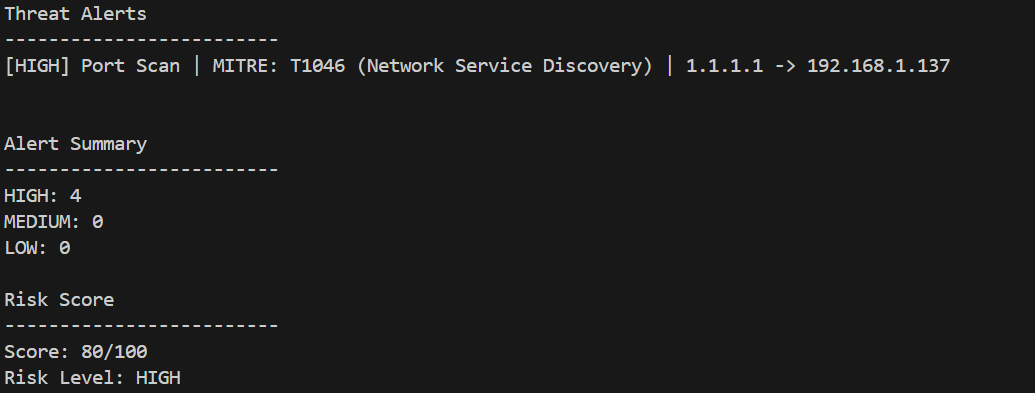 Threat Alerts
-------------------------
[HIGH] Port Scan | MITRE: T1046 (Network Service Discovery) | 1.1.1.1 -> 192.168.1.137
Alert Summary
-------------------------
HIGH: 4
MEDIUM: 0
LOW: 0
Risk Score
-------------------------
Score: 80/100
Risk Level: HIGH